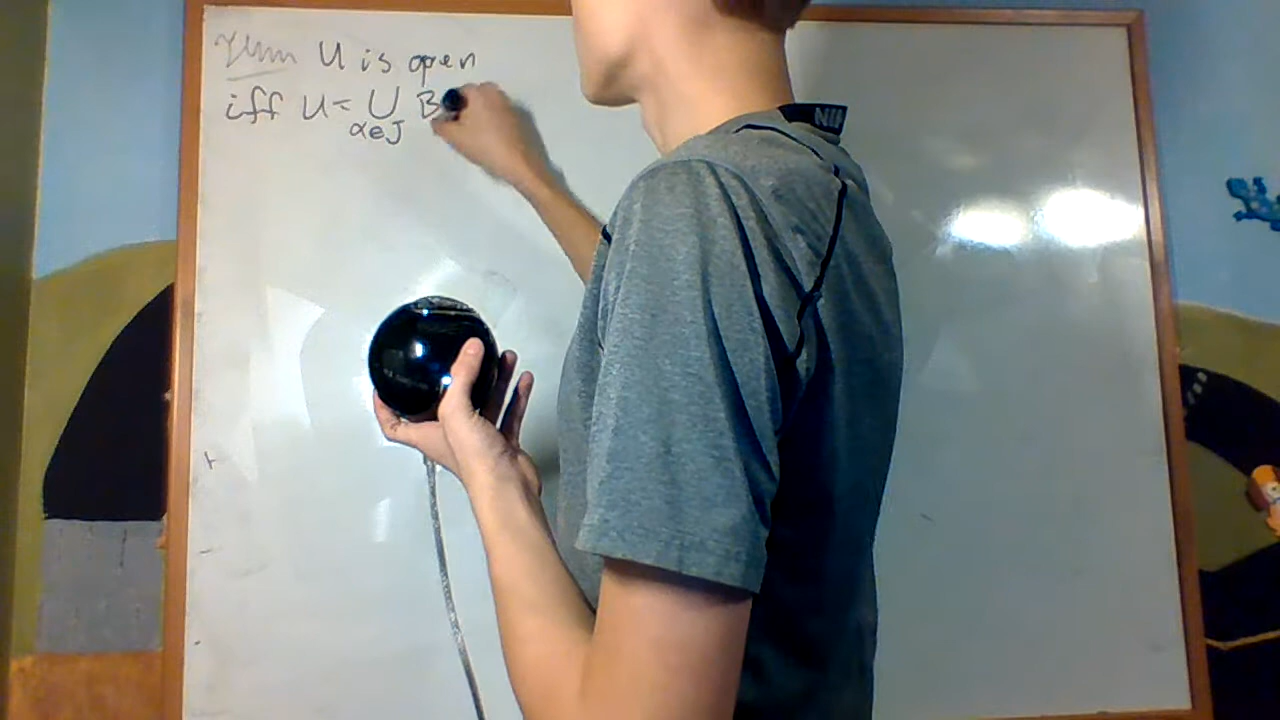 Thm U is open
iff U = ⋃ B
α∈J